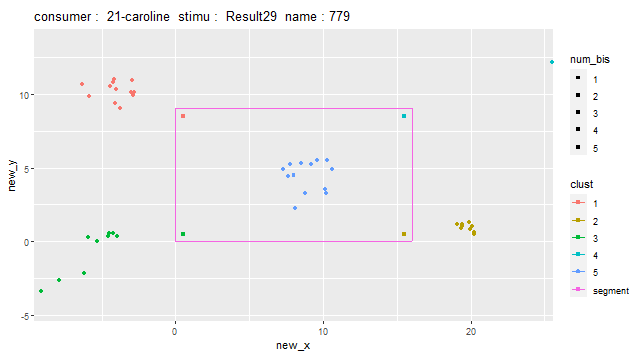 consumer : 21-caroline stimu : Result29 name : 779
new_y
10
5
0
-5
0
10
20
new_x
num_bis
1
2
3
4
5
clust
1
2
3
4
5
segment